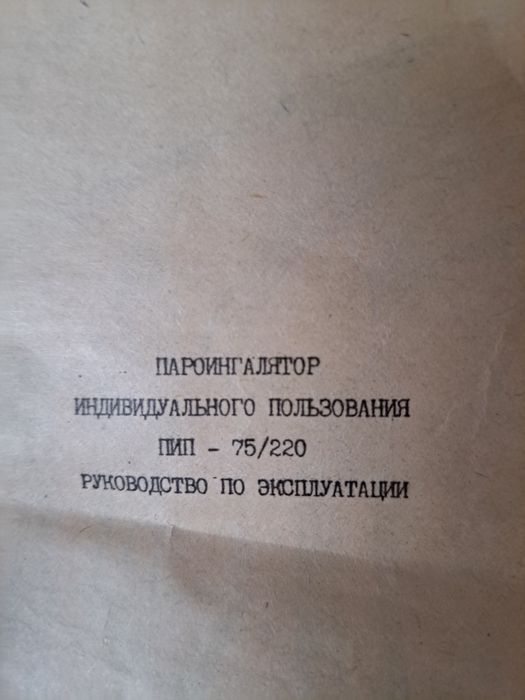 ПАРОИНГАЛЯТОР
ИНДИВИДУАЛЬНОГО ПОЛЬЗОВАНИЯ
ПИП - 75/220
РУКОВОДСТВО ПО ЭКСПЛУАТАЦИИ